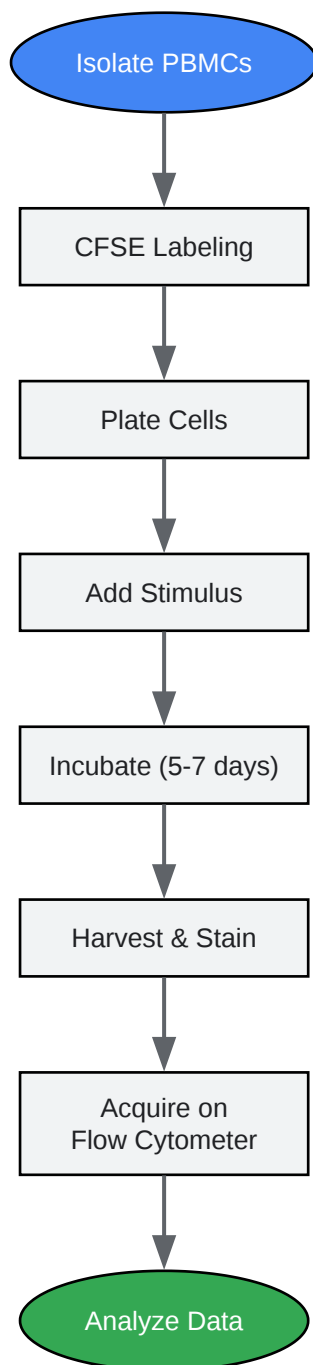 Isolate PBMCs
CFSE Labeling
Plate Cells
Add Stimulus
Incubate (5-7 days)
Harvest & Stain
Acquire on
Flow Cytometer
Analyze Data